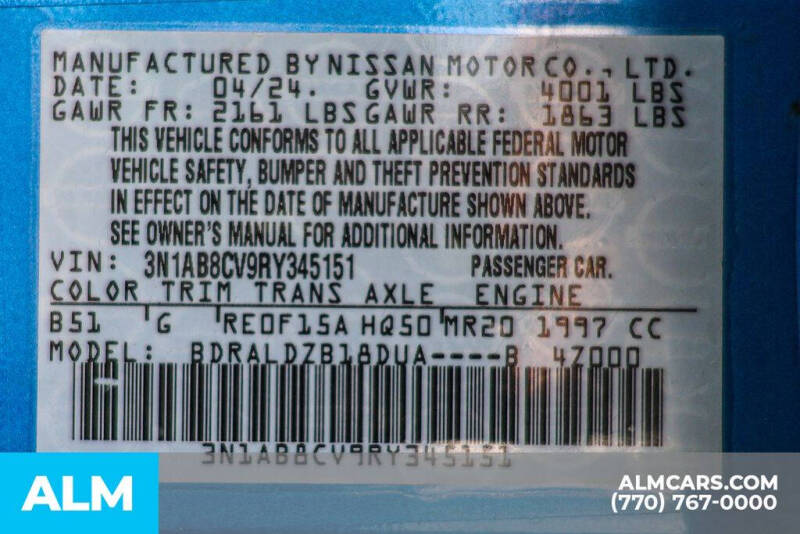 MANUFACTURED BY NISSAN MOTOR CO., LTD.
DATE: 04/24. GVWR: 4001 LBS
GAWR FR: 2161 LBS GAWR RR: 1863 LBS
THIS VEHICLE CONFORMS TO ALL APPLICABLE FEDERAL MOTOR
VEHICLE SAFETY, BUMPER AND THEFT PREVENTION STANDARDS
IN EFFECT ON THE DATE OF MANUFACTURE SHOWN ABOVE.
SEE OWNER'S MANUAL FOR ADDITIONAL INFORMATION.
VIN: 3N1AB8CV9RY345151 PASSENGER CAR.
COLOR TRIM TRANS AXLE ENGINE
B51 G RE0F15A HQ50 MR20 1997 CC
MODEL: BDRALDZB18DUA----B 4Z000
3N1AB8CV9RY345151
ALM
ALMCARS.COM
(770) 767-0000